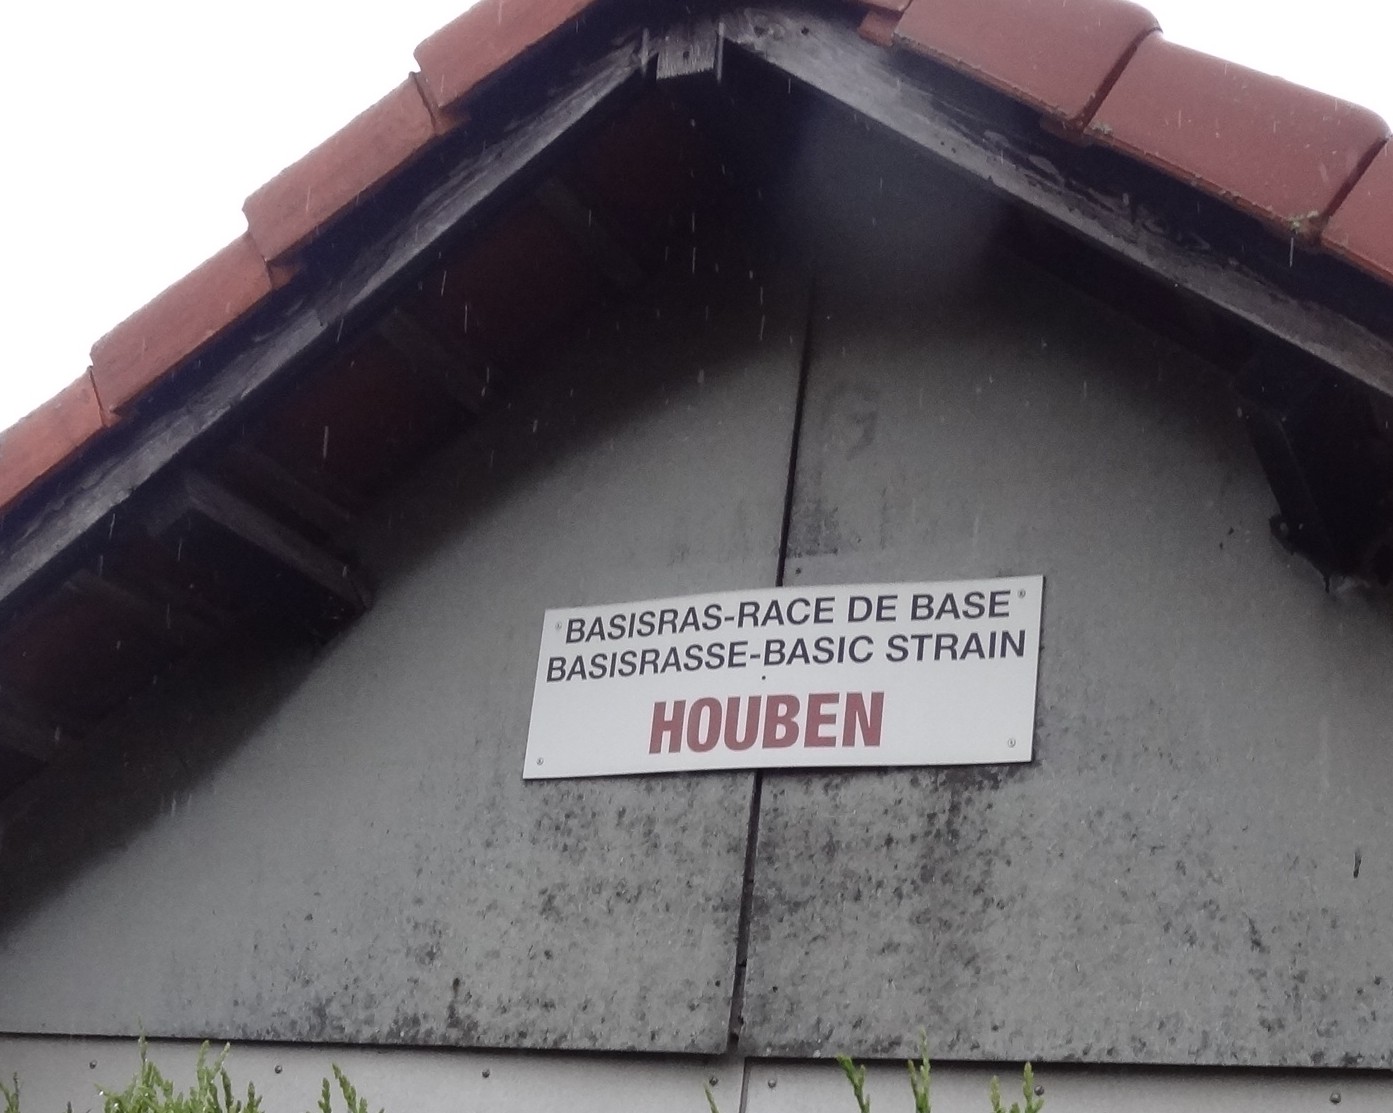 BASISRAS-RACE DE BASE
BASISRASSE-BASIC STRAIN
HOUBEN